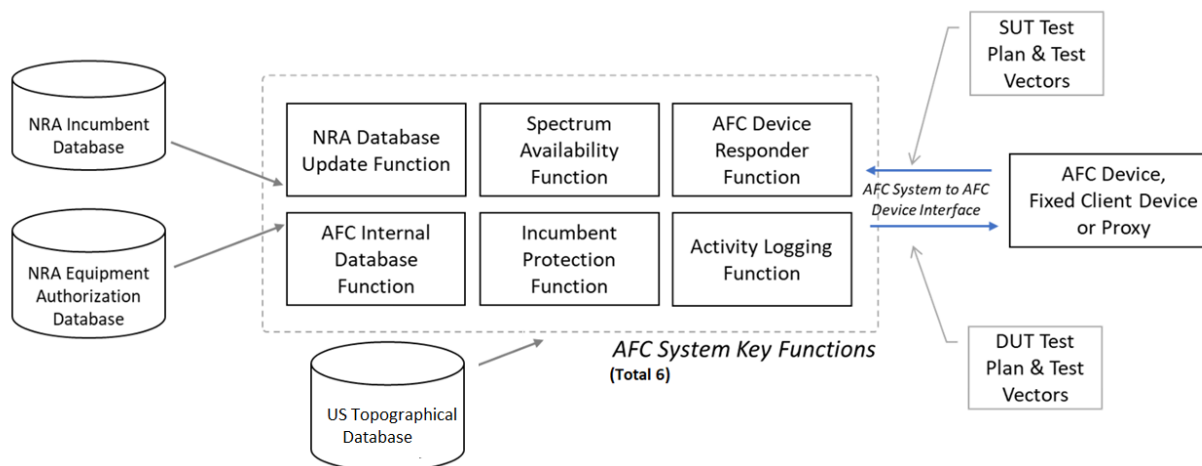 NRA Incumbent
Database
NRA Equipment
Authorization
Database
US Topographical
Database
NRA Database
Update Function
Spectrum
Availability
Function
AFC Device
Responder
Function
AFC Internal
Database
Function
Incumbent
Protection
Function
Activity Logging
Function
AFC System Key Functions
(Total 6)
SUT Test
Plan & Test
Vectors
AFC System to AFC
Device Interface
AFC Device,
Fixed Client Device
or Proxy
DUT Test
Plan & Test
Vectors